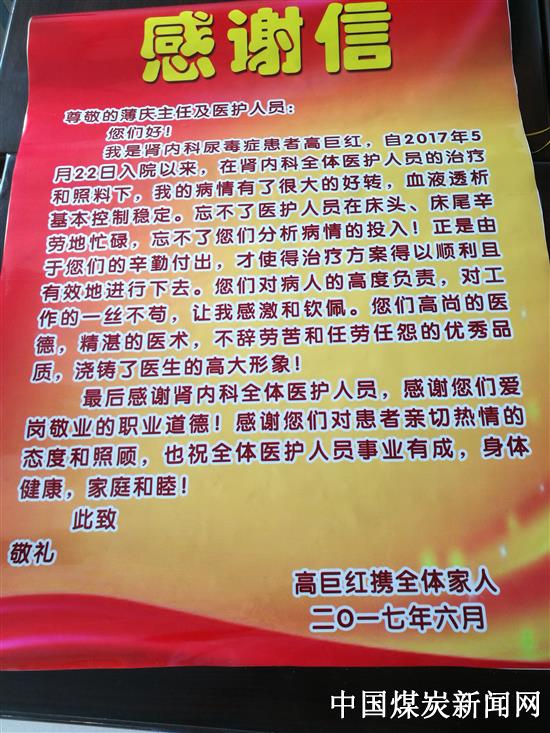 感谢信
尊敬的薄庆主任及医护人员：
您们好！
我是肾内科尿毒症患者高巨红，自2017年5
月22日入院以来，在肾内科全体医护人员的治疗
和照料下，我的病情有了很大的好转，血液透析
基本控制稳定。忘不了医护人员在床头、床尾辛
劳地忙碌，忘不了您们分析病情的投入！正是由
于您们的辛勤付出，才使得治疗方案得以顺利且
有效地进行下去。您们对病人的高度负责，对工
作的一丝不苟，让我感激和钦佩。您们高尚的医
德，精湛的医术，不辞劳苦和任劳任怨的优秀品
质，浇铸了医生的高大形象！
最后感谢肾内科全体医护人员，感谢您们爱
岗敬业的职业道德！感谢您们对患者亲切热情的
态度和照顾，也祝全体医护人员事业有成，身体
健康，家庭和睦！
此致
敬礼
高巨红携全体家人
二〇一七年六月
中国煤炭新闻网